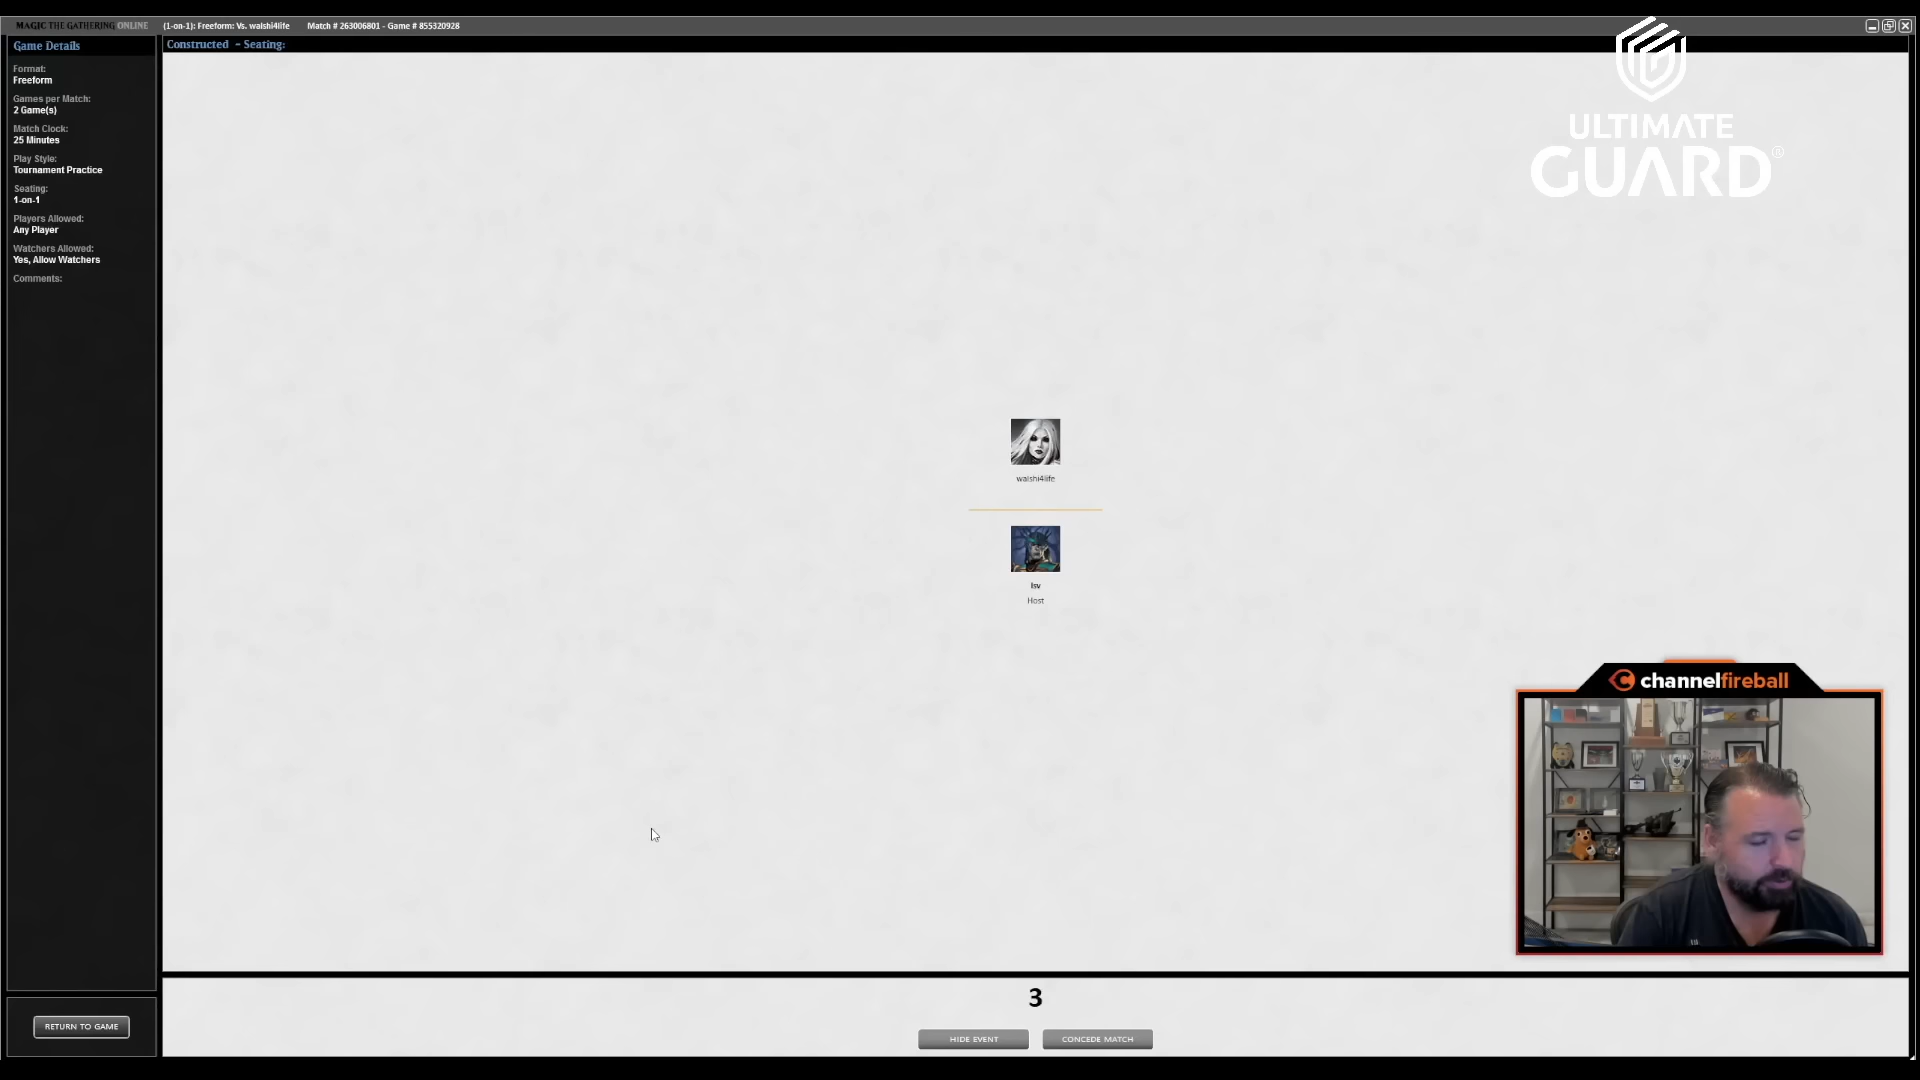 MAGIC THE GATHERING ONLINE
(1-on-1): Freeform: Vs. walshi4life
Match # 263006801 - Game # 855320928
Game Details
Constructed - Seating:
Format:
Freeform
Games per Match:
2 Game(s)
Match Clock:
25 Minutes
Play Style:
Tournament Practice
Seating:
1-on-1
Players Allowed:
Any Player
Watchers Allowed:
Yes, Allow Watchers
Comments:
ULTIMATE
GUARD®
walshi4life
lsv
Host
channelfireball
3
RETURN TO GAME
HIDE EVENT
CONCEDE MATCH